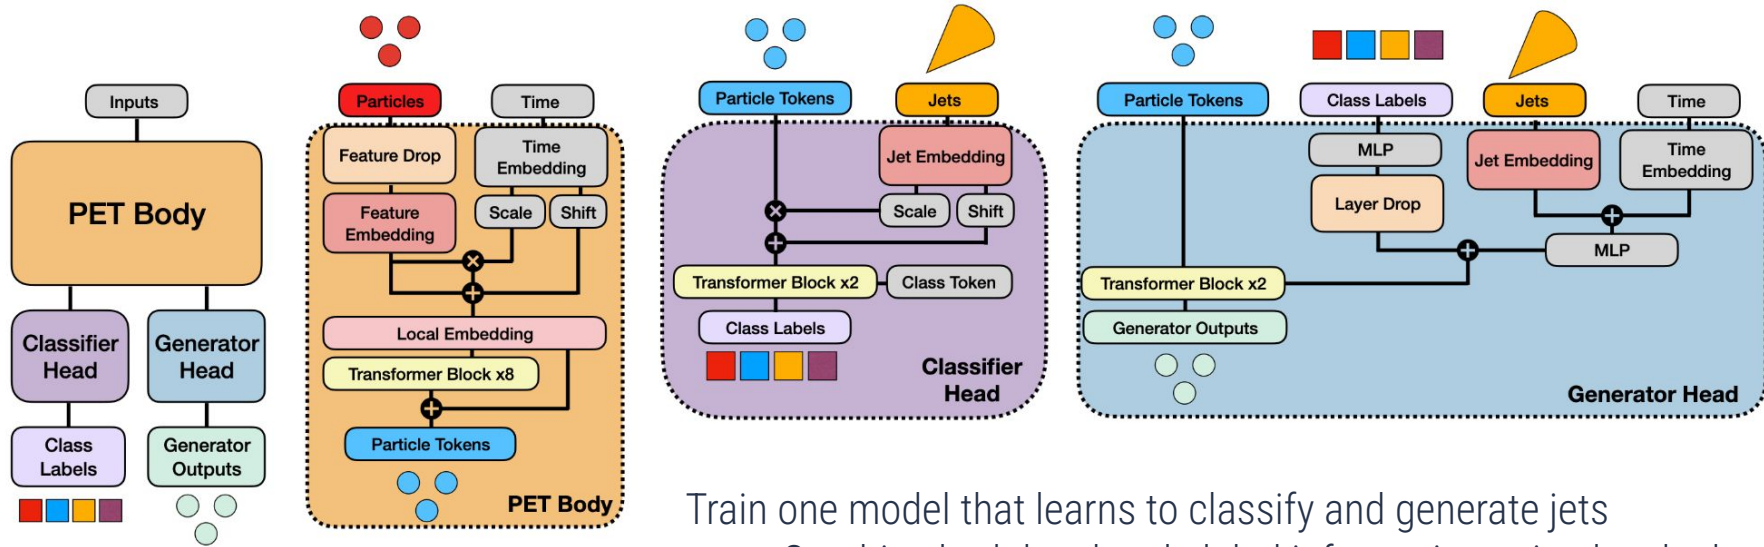 Inputs
PET Body
Classifier
Head
Generator
Head
Class
Labels
Generator
Outputs
Particles
Time
Feature Drop
Time
Embedding
Feature
Embedding
Scale
Shift
Local Embedding
Transformer Block x8
Particle Tokens
PET Body
Particle Tokens
Jets
Jet Embedding
Scale
Shift
Transformer Block x2
Class Token
Class Labels
Classifier
Head
Particle Tokens
Class Labels
Jets
Time
MLP
Jet Embedding
Time
Embedding
Layer Drop
MLP
Transformer Block x2
Generator Outputs
Generator Head
Train one model that learns to classify and generate jets